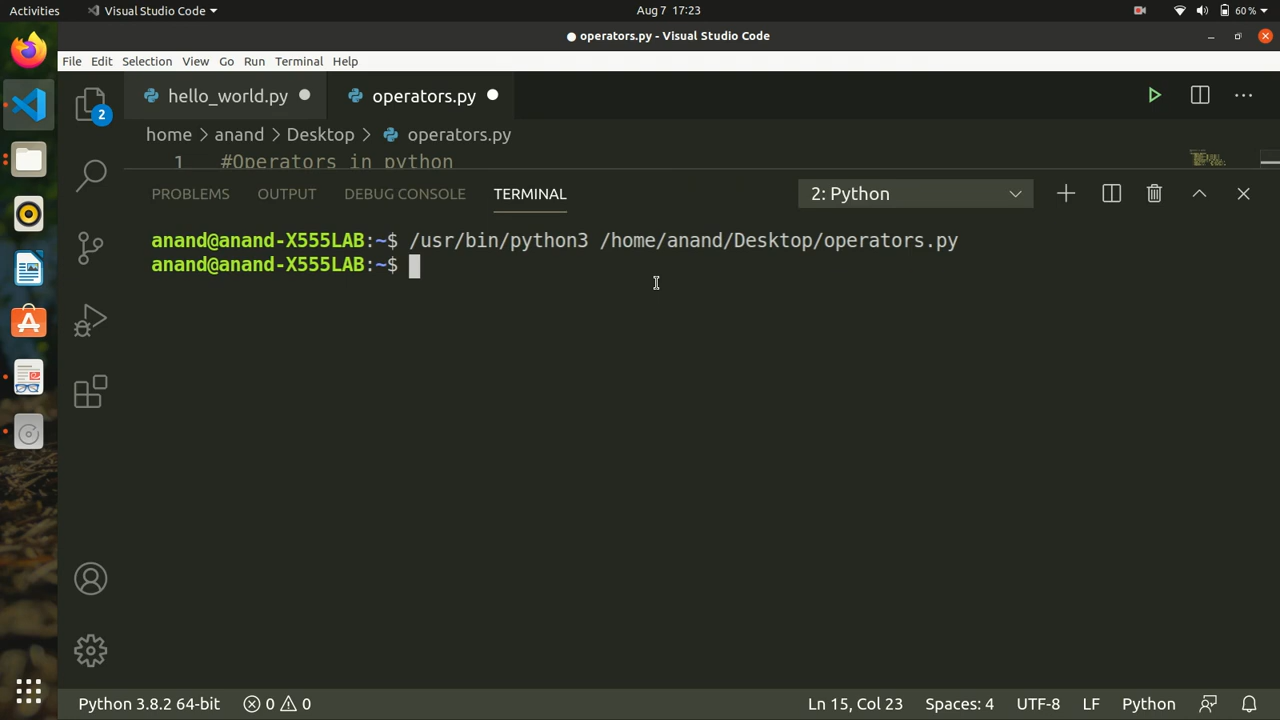 Activities Visual Studio Code Aug 7 17:23 60%
operators.py - Visual Studio Code
File Edit Selection View Go Run Terminal Help
hello_world.py operators.py
2
home > anand > Desktop > operators.py
1 #Operators in python
PROBLEMS OUTPUT DEBUG CONSOLE TERMINAL 2: Python
anand@anand-X555LAB:~$ /usr/bin/python3 /home/anand/Desktop/operators.py
anand@anand-X555LAB:~$
Python 3.8.2 64-bit 0 0 Ln 15, Col 23 Spaces: 4 UTF-8 LF Python